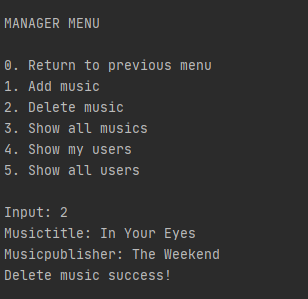 MANAGER MENU
0. Return to previous menu
1. Add music
2. Delete music
3. Show all musics
4. Show my users
5. Show all users
Input: 2
Musictitle: In Your Eyes
Musicpublisher: The Weekend
Delete music success!